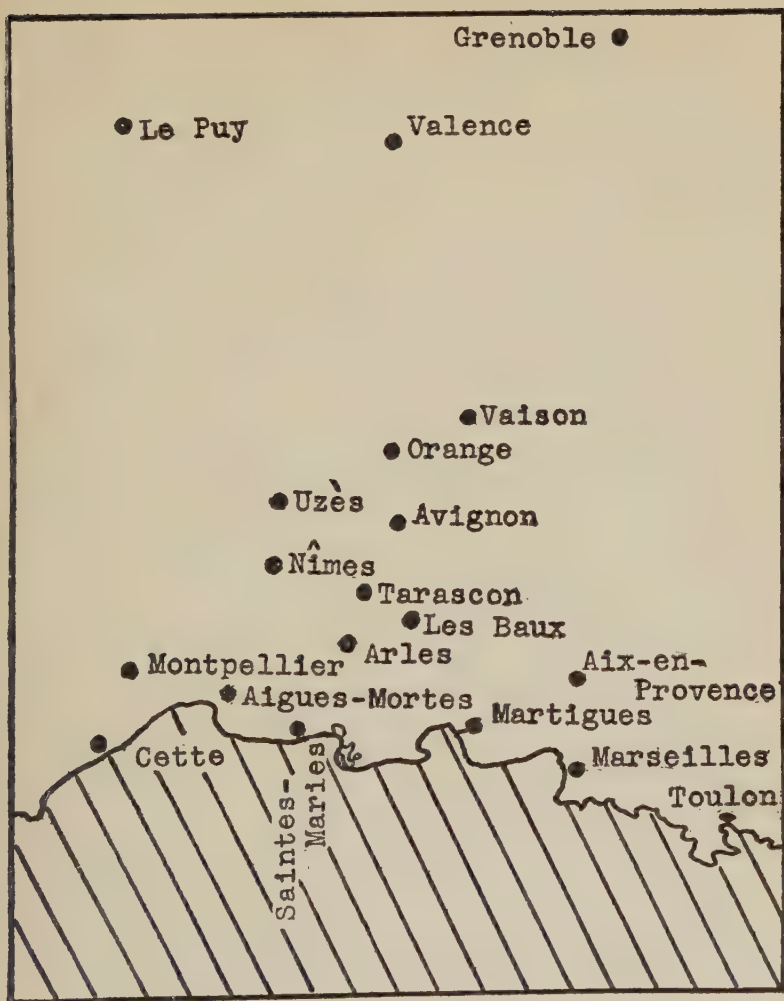 Grenoble
Le Puy
Valence
Vaison
Orange
Uzès
Avignon
Nîmes
Tarascon
Les Baux
Arles
Montpellier
Aix-en-
Provence
Aigues-Mortes
Martigues
Cette
Marseilles
Toulon
Saintes-
Maries